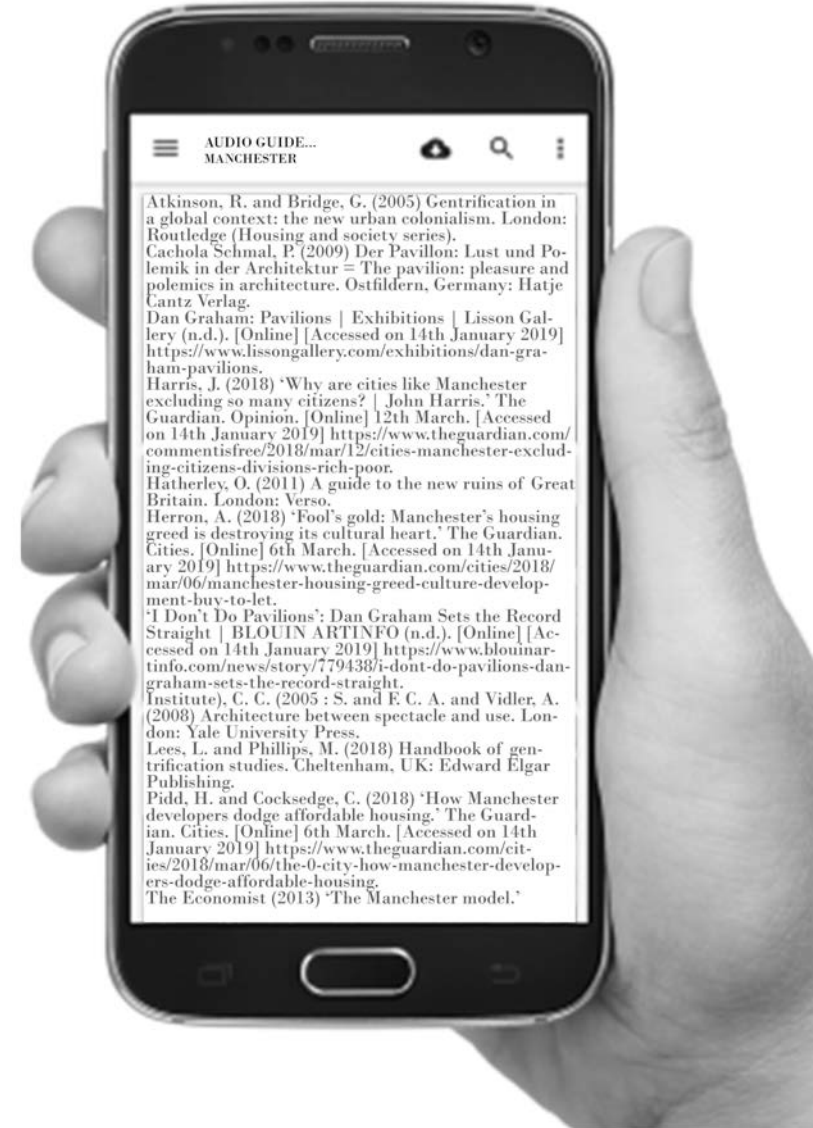 AUDIO GUIDE...
MANCHESTER
Atkinson, R. and Bridge, G. (2005) Gentrification in
a global context: the new urban colonialism. London:
Routledge (Housing and society series).
Cachola Schmal, P. (2009) Der Pavillon: Lust und Po-
lemik in der Architektur = The pavilion: pleasure and
polemics in architecture. Ostfildern, Germany: Hatje
Cantz Verlag.
Dan Graham: Pavilions | Exhibitions | Lisson Gal-
lery (n.d.). [Online] [Accessed on 14th January 2019]
https://www.lissongallery.com/exhibitions/dan-gra-
ham-pavilions.
Harris, J. (2018) ‘Why are cities like Manchester
excluding so many citizens? | John Harris.’ The
Guardian. Opinion. [Online] 12th March. [Accessed
on 14th January 2019] https://www.theguardian.com/
commentisfree/2018/mar/12/cities-manchester-exclud-
ing-citizens-divisions-rich-poor.
Hatherley, O. (2011) A guide to the new ruins of Great
Britain. London: Verso.
Herron, A. (2018) ‘Fool’s gold: Manchester’s housing
greed is destroying its cultural heart.’ The Guardian.
Cities. [Online] 6th March. [Accessed on 14th Janu-
ary 2019] https://www.theguardian.com/cities/2018/
mar/06/manchester-housing-greed-culture-develop-
ment-buy-to-let.
‘I Don’t Do Pavilions’: Dan Graham Sets the Record
Straight | BLOUIN ARTINFO (n.d.). [Online] [Ac-
cessed on 14th January 2019] https://www.blouinar-
tinfo.com/news/story/779438/i-dont-do-pavilions-dan-
graham-sets-the-record-straight.
Institute), C. C. (2005 : S. and F. C. A. and Vidler, A.
(2008) Architecture between spectacle and use. Lon-
don: Yale University Press.
Lees, L. and Phillips, M. (2018) Handbook of gen-
trification studies. Cheltenham, UK: Edward Elgar
Publishing.
Pidd, H. and Cocksedge, C. (2018) ‘How Manchester
developers dodge affordable housing.’ The Guard-
ian. Cities. [Online] 6th March. [Accessed on 14th
January 2019] https://www.theguardian.com/cit-
ies/2018/mar/06/the-0-city-how-manchester-develop-
ers-dodge-affordable-housing.
The Economist (2013) ‘The Manchester model.’